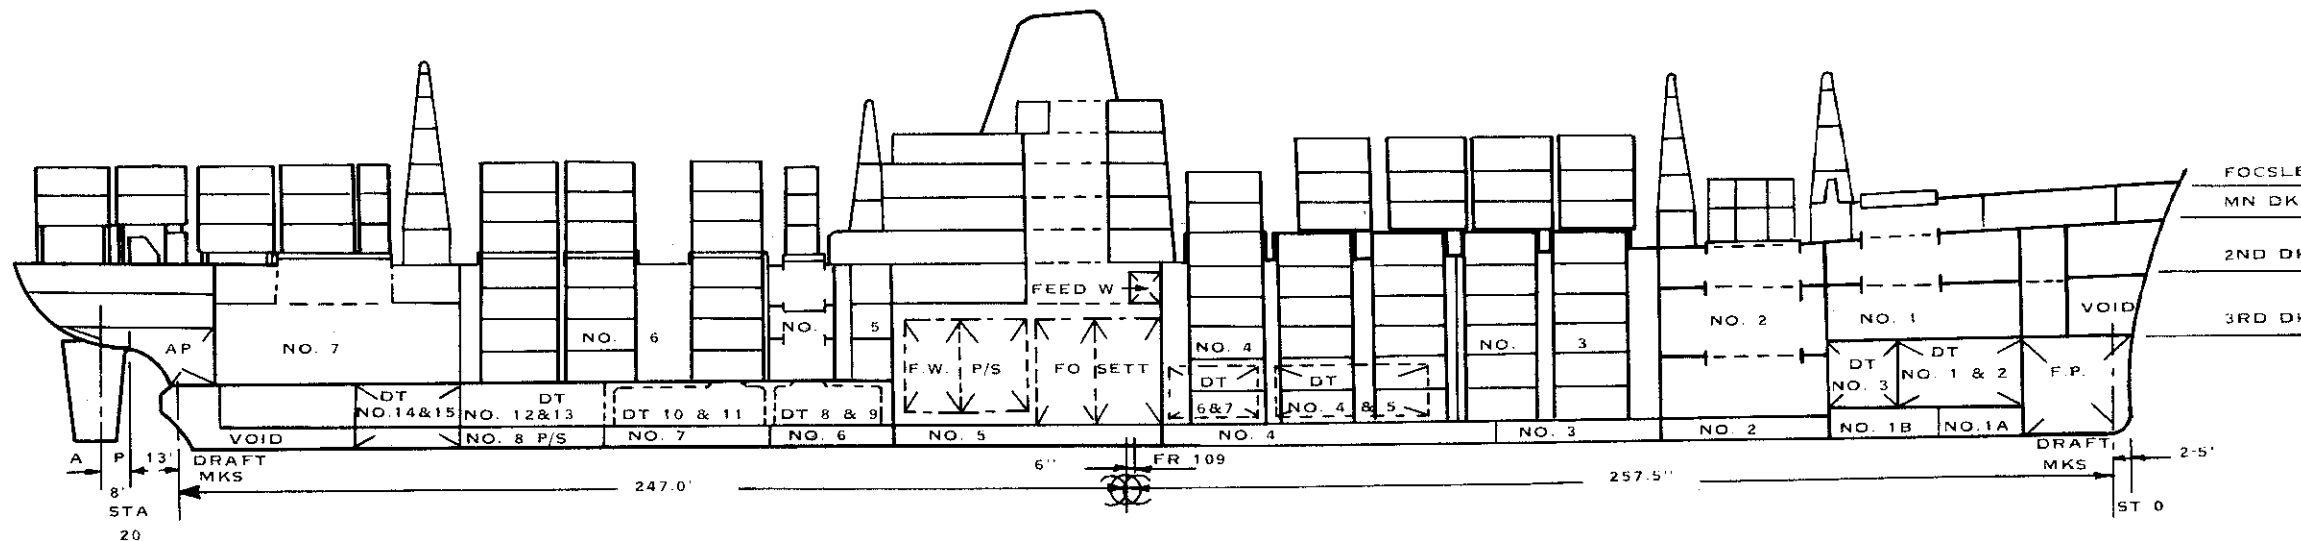 FOCSLE
MN DK
2ND DK
3RD DK
FEED W
NO. 7
NO. 6
NO. 5
NO. 4
NO. 3
NO. 2
NO. 1
VOID
AP
F.W. P/S
FO SETT
DT
6&7
DT
NO. 4 & 5
DT
NO. 3
DT
NO. 1 & 2
F.P.
DT
NO.14&15
DT
NO. 12&13
DT 10 & 11
DT 8 & 9
VOID
NO. 8 P/S
NO. 7
NO. 6
NO. 5
NO. 4
NO. 3
NO. 2
NO. 1B
NO.1A
A P 13'
DRAFT
MKS
6"
FR 109
DRAFT
MKS
2-5'
8'
247.0'
257.5"
STA
20
ST 0